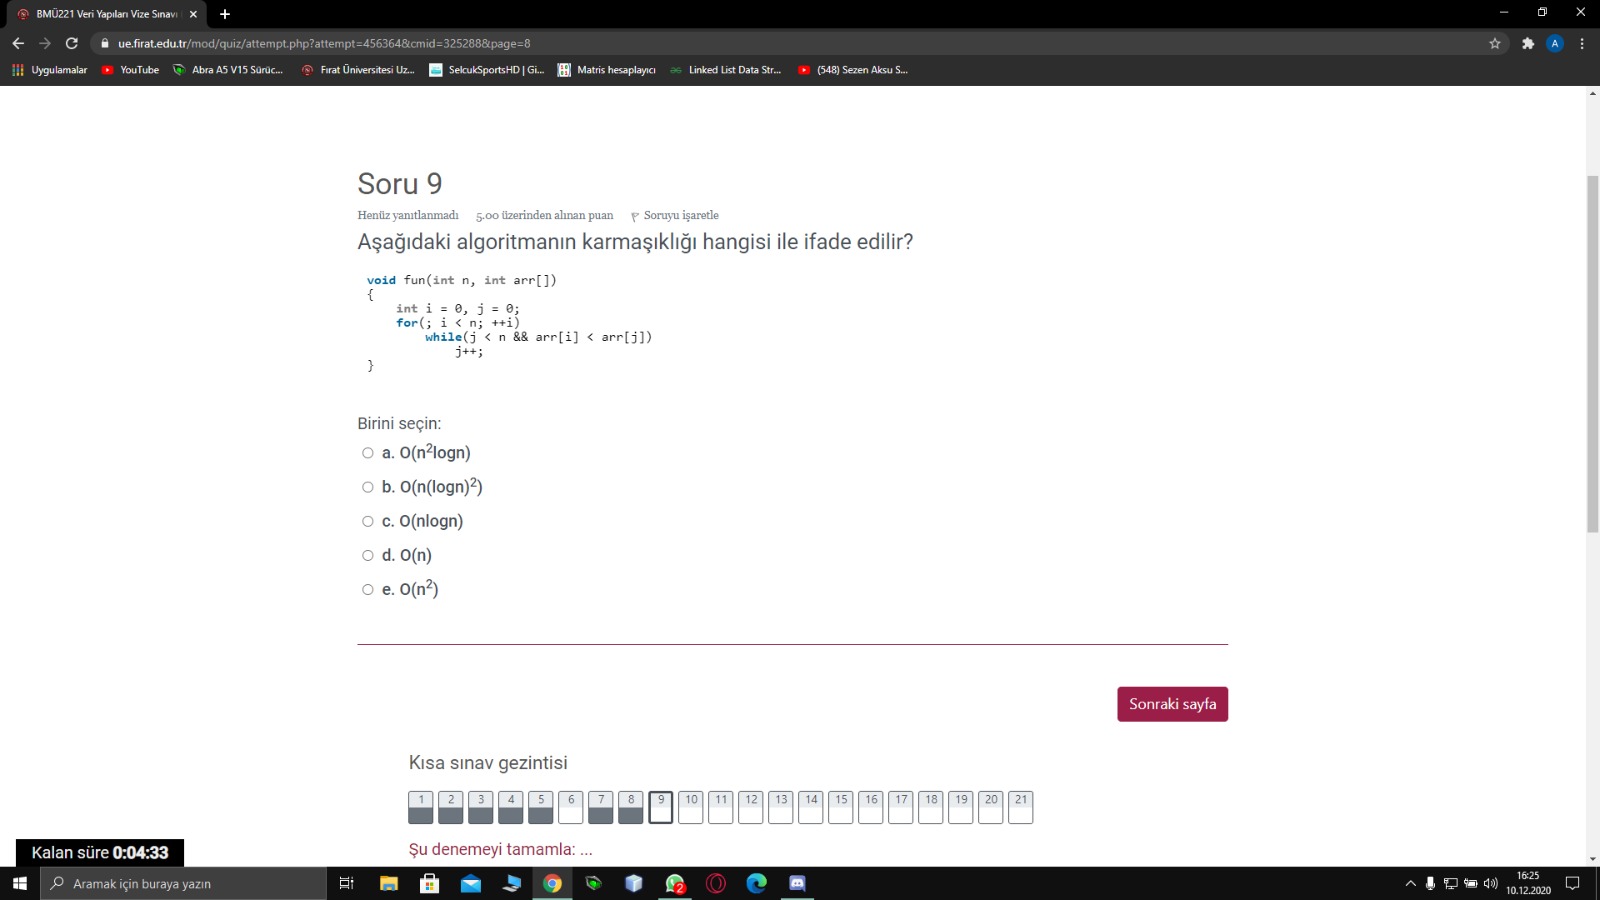 BMÜ221 Veri Yapıları Vize Sınavı
ue.firat.edu.tr/mod/quiz/attempt.php?attempt=456364&cmid=325288&page=8
A
Uygulamalar
YouTube
Abra A5 V15 Sürüc...
Fırat Üniversitesi Uz...
SelcukSportsHD | Gi...
Matris hesaplayıcı
Linked List Data Str...
(548) Sezen Aksu S...
Soru 9
Henüz yanıtlanmadı 5.00 üzerinden alınan puan Soruyu işaretle
Aşağıdaki algoritmanın karmaşıklığı hangisi ile ifade edilir?
void fun(int n, int arr[])
{
int i = 0, j = 0;
for(; i < n; ++i)
while(j < n && arr[i] < arr[j])
j++;
}
Birini seçin:
a. O(n²logn)
b. O(n(logn)²)
c. O(nlogn)
d. O(n)
e. O(n²)
Sonraki sayfa
Kısa sınav gezintisi
1 2 3 4 5 6 7 8 9 10 11 12 13 14 15 16 17 18 19 20 21
Şu denemeyi tamamla: ...
Kalan süre 0:04:33
Aramak için buraya yazın
2
16:25
10.12.2020